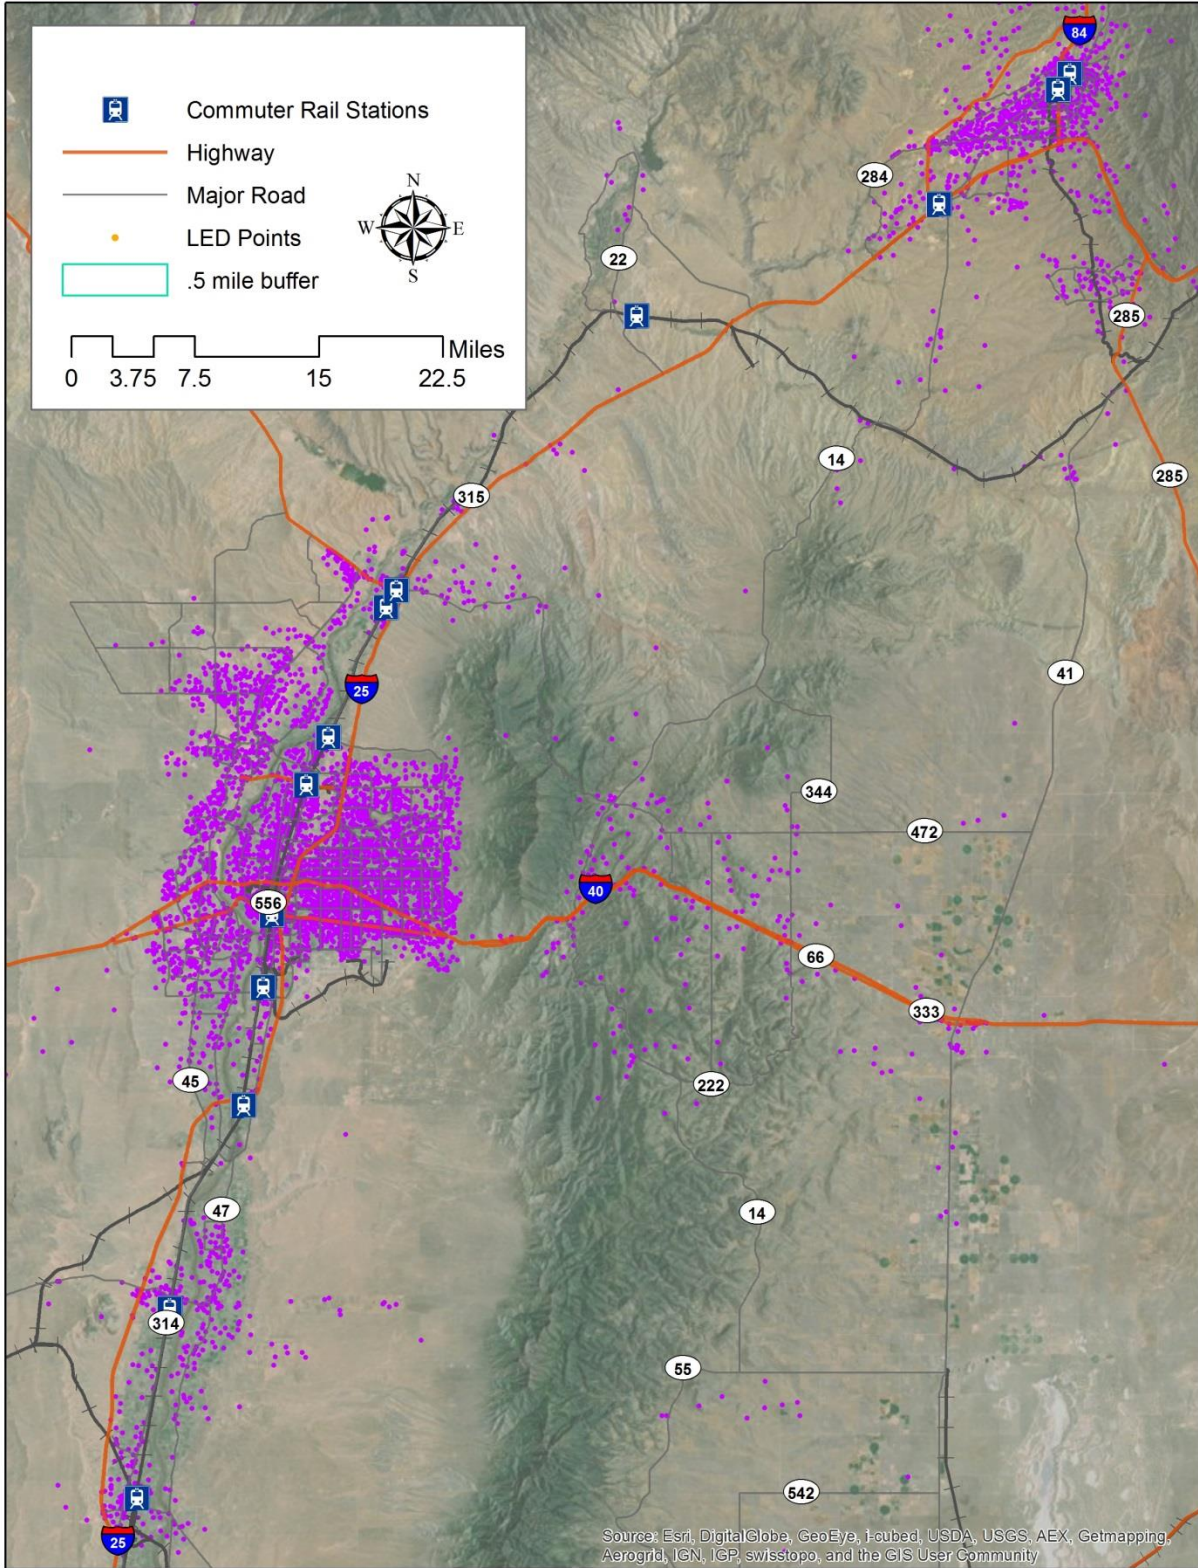 Commuter Rail Stations
Highway
Major Road
LED Points
.5 mile buffer
N
W E
S
Miles
0 3.75 7.5 15 22.5
84
284
22
285
14
285
315
41
25
344
472
40
556
66
333
45
222
47
14
314
55
542
25
Source: Esri, DigitalGlobe, GeoEye, i-cubed, USDA, USGS, AEX, Getmapping,
Aerogrid, IGN, IGP, swisstopo, and the GIS User Community